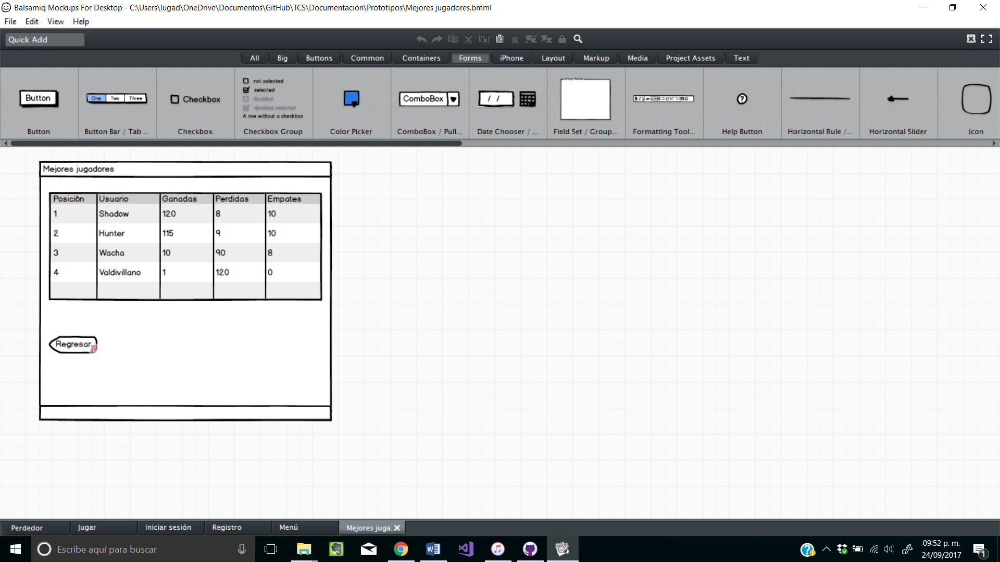 Balsamiq Mockups For Desktop - C:\Users\lugad\OneDrive\Documentos\GitHub\TCS\Documentación\Prototipos\Mejores jugadores.bmml
File Edit View Help
Quick Add
All Big Buttons Common Containers Forms iPhone Layout Markup Media Project Assets Text
Button
One Two Three
Checkbox
not selected
selected
disabled
disabled selected
A row without a checkbox
ComboBox
/ /
Group Name
Button
Button Bar / Tab ...
Checkbox
Checkbox Group
Color Picker
ComboBox / Pull...
Date Chooser / ...
Field Set / Group...
Formatting Tool...
Help Button
Horizontal Rule /...
Horizontal Slider
Icon
Mejores jugadores
Posición Usuario Ganadas Perdidas Empates
1 Shadow 120 8 10
2 Hunter 115 9 10
3 Wacha 10 90 8
4 Valdivillano 1 120 0
Regresar
Perdedor Jugar Iniciar sesión Registro Menú Mejores juga...
Escribe aquí para buscar
09:52 p. m.
24/09/2017
1